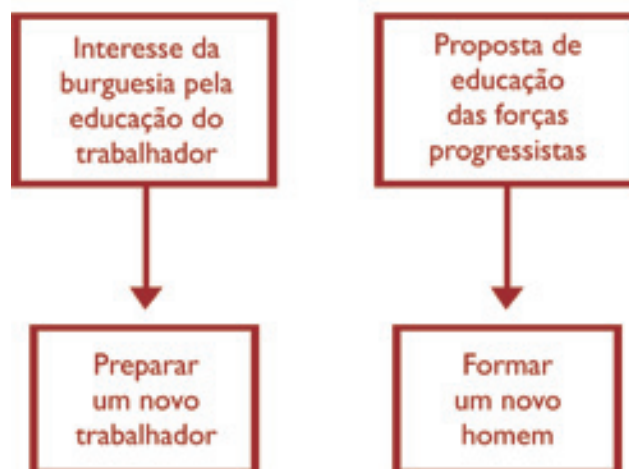 Interesse da
burguesia pela
educação do
trabalhador
Proposta de
educação
das forças
progressistas
Preparar
um novo
trabalhador
Formar
um novo
homem